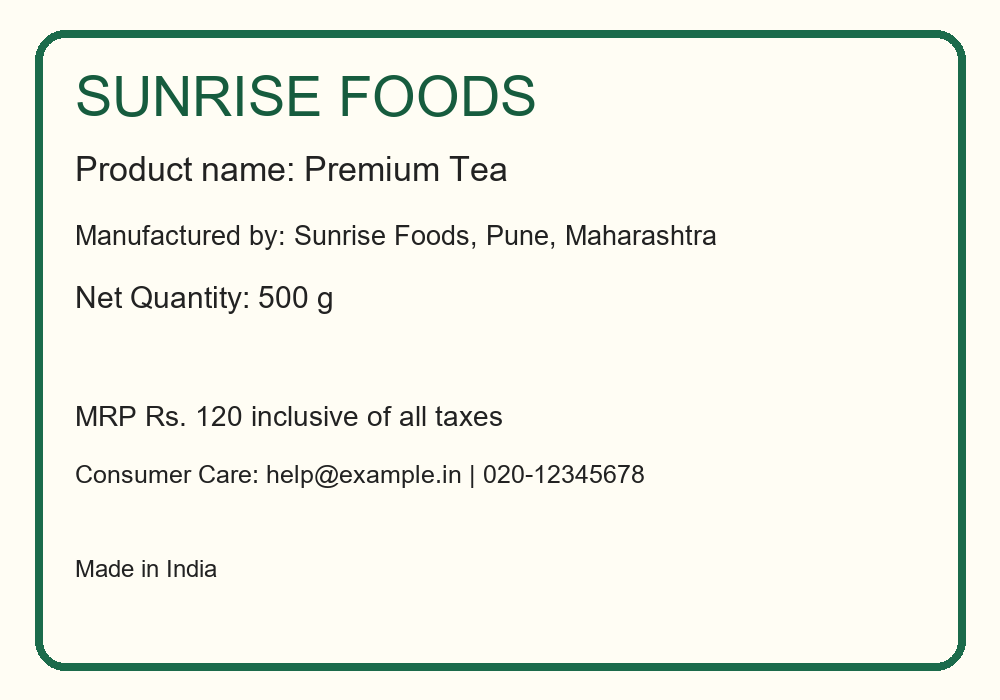 SUNRISE FOODS
Product name: Premium Tea
Manufactured by: Sunrise Foods, Pune, Maharashtra
Net Quantity: 500 g
MRP Rs. 120 inclusive of all taxes
Consumer Care: help@example.in | 020-12345678
Made in India